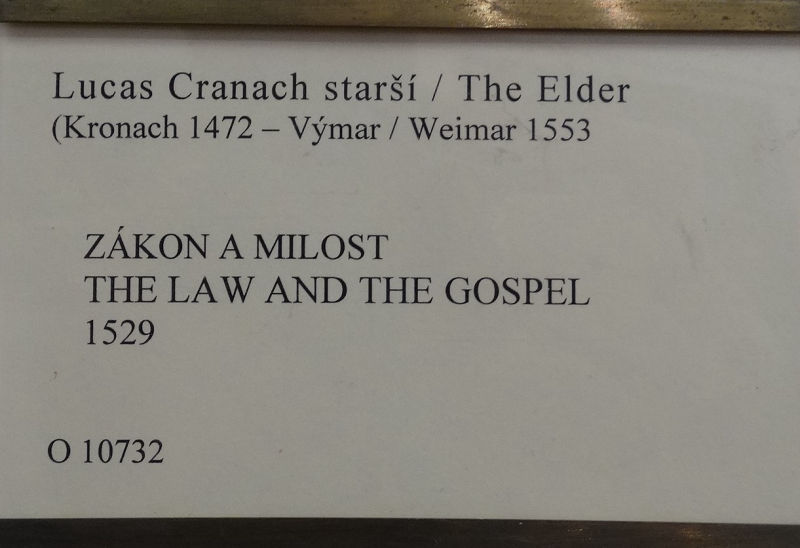 Lucas Cranach starší / The Elder
(Kronach 1472 – Výmar / Weimar 1553
ZÁKON A MILOST
THE LAW AND THE GOSPEL
1529
O 10732